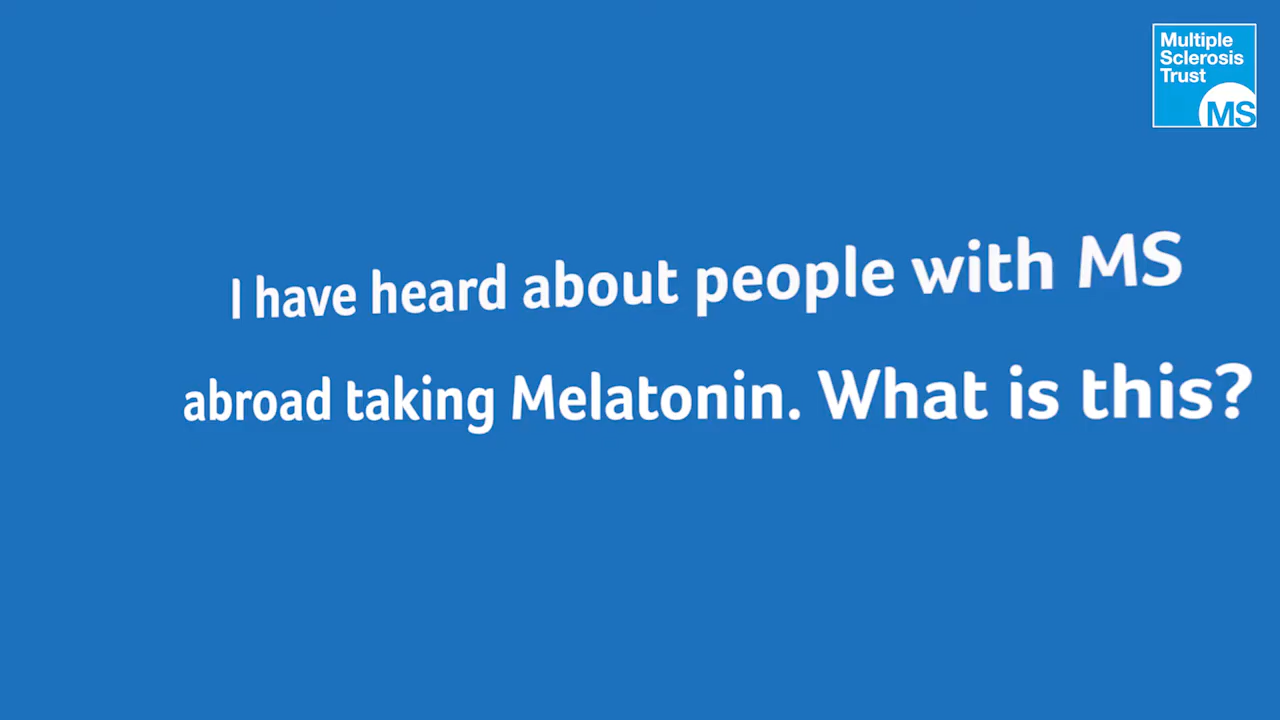 Multiple
Sclerosis
Trust
MS
I have heard about people with MS
abroad taking Melatonin. What is this?